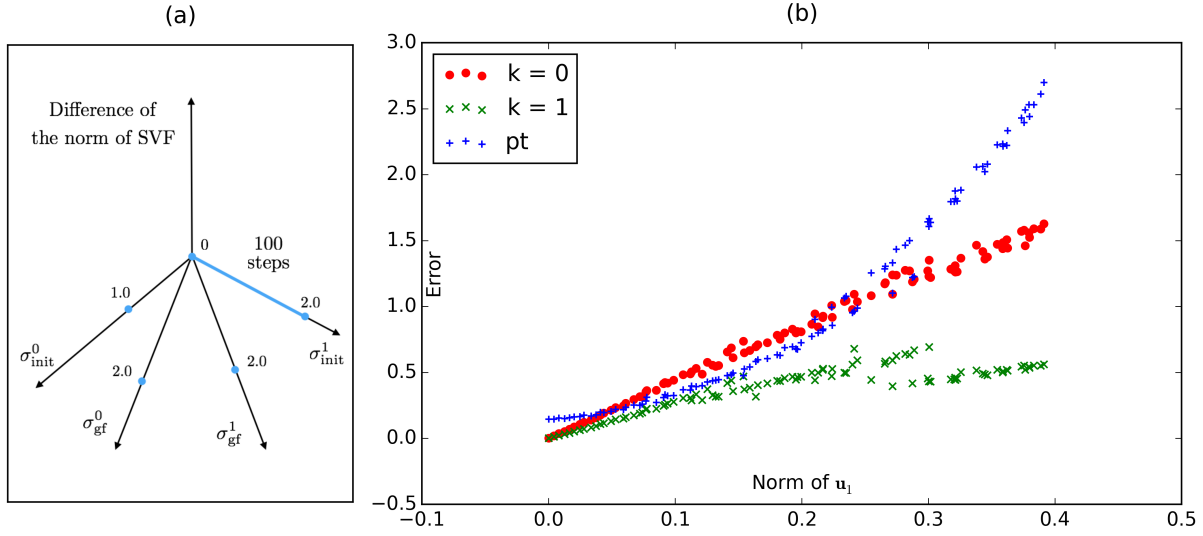 (a)
Difference of
the norm of SVF
0
100
steps
1.0
2.0
σ⁰init
σ¹init
2.0
2.0
σ⁰gf
σ¹gf
(b)
3.0
2.5
2.0
1.5
1.0
0.5
0.0
−0.5
Error
k = 0
k = 1
pt
Norm of u₁
−0.1
0.0
0.1
0.2
0.3
0.4
0.5